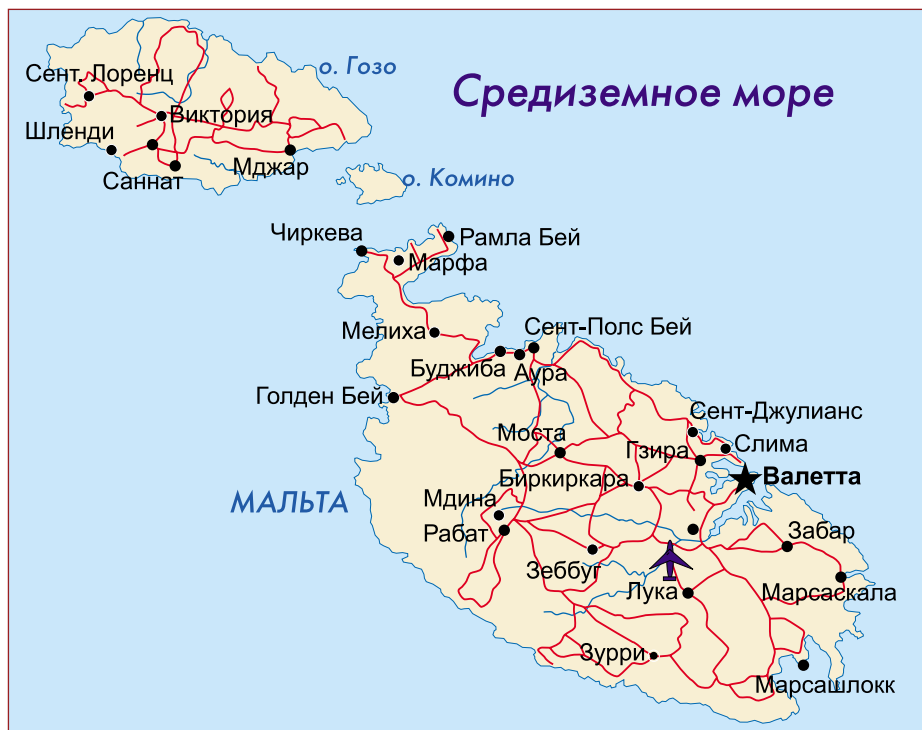 о. Гозо
Сент. Лоренц
Средиземное море
Виктория
Шленди
Мджар
Саннат
о. Комино
Чиркева
Рамла Бей
Марфа
Мелиха
Сент-Полс Бей
Буджиба
Аура
Голден Бей
Сент-Джулианс
Моста
Слима
Гзира
Биркиркара
Валетта
МАЛЬТА
Мдина
Рабат
Забар
Зеббуг
Лука
Марсаскала
Зурри
Марсашлокк